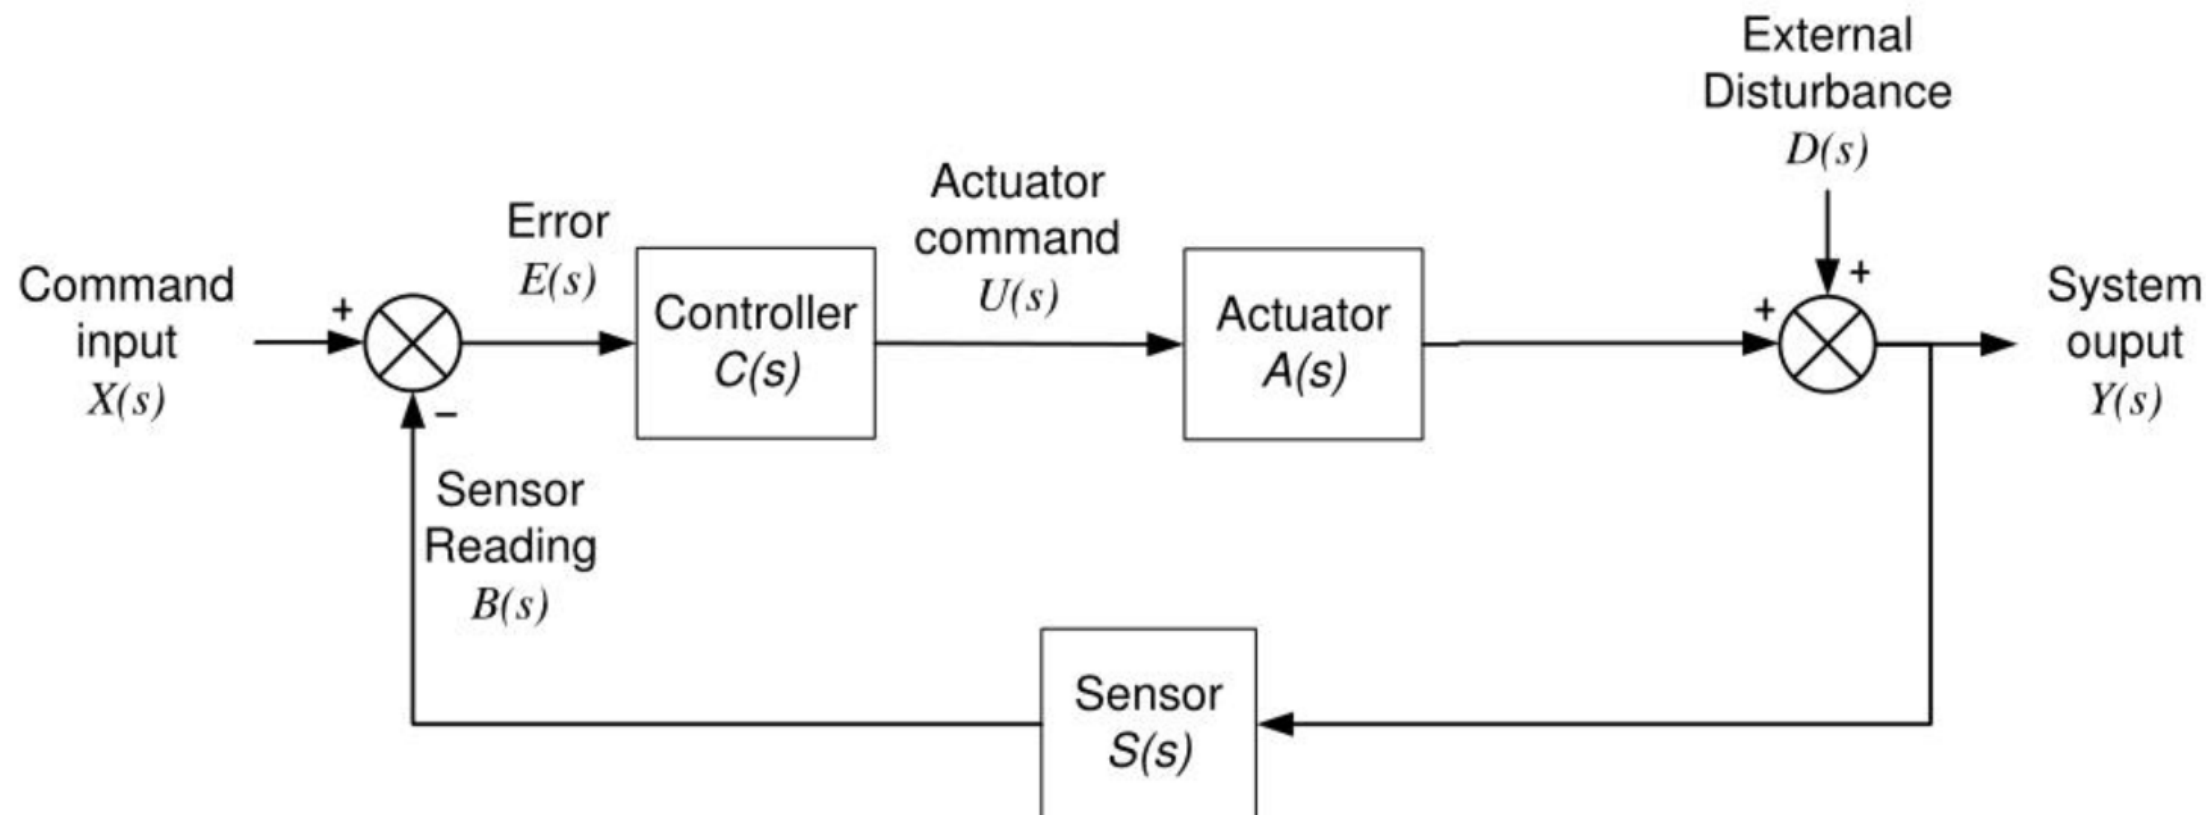 External
Disturbance
D(s)
Actuator
command
U(s)
Error
E(s)
Command
input
X(s)
+
−
Controller
C(s)
Actuator
A(s)
+
+
System
ouput
Y(s)
Sensor
Reading
B(s)
Sensor
S(s)